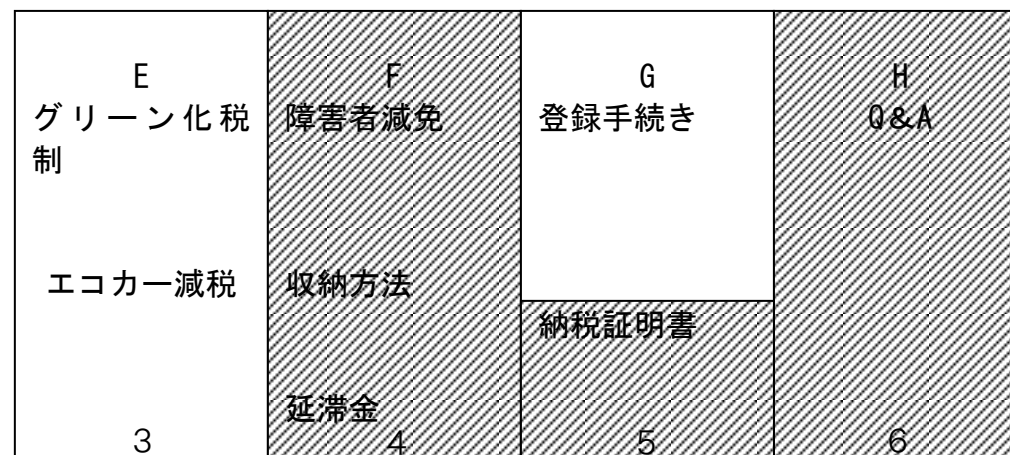 E
グリーン化税
制
エコカー減税
3
F
障害者減免
収納方法
延滞金
4
G
登録手続き
納税証明書
5
H
Q&A
6